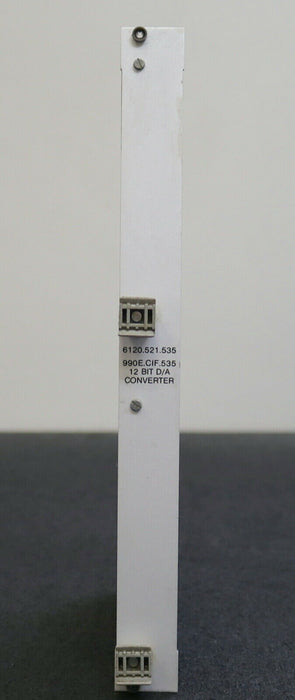 6120.521.535
990E.CIF.535
12 BIT D/A
CONVERTER